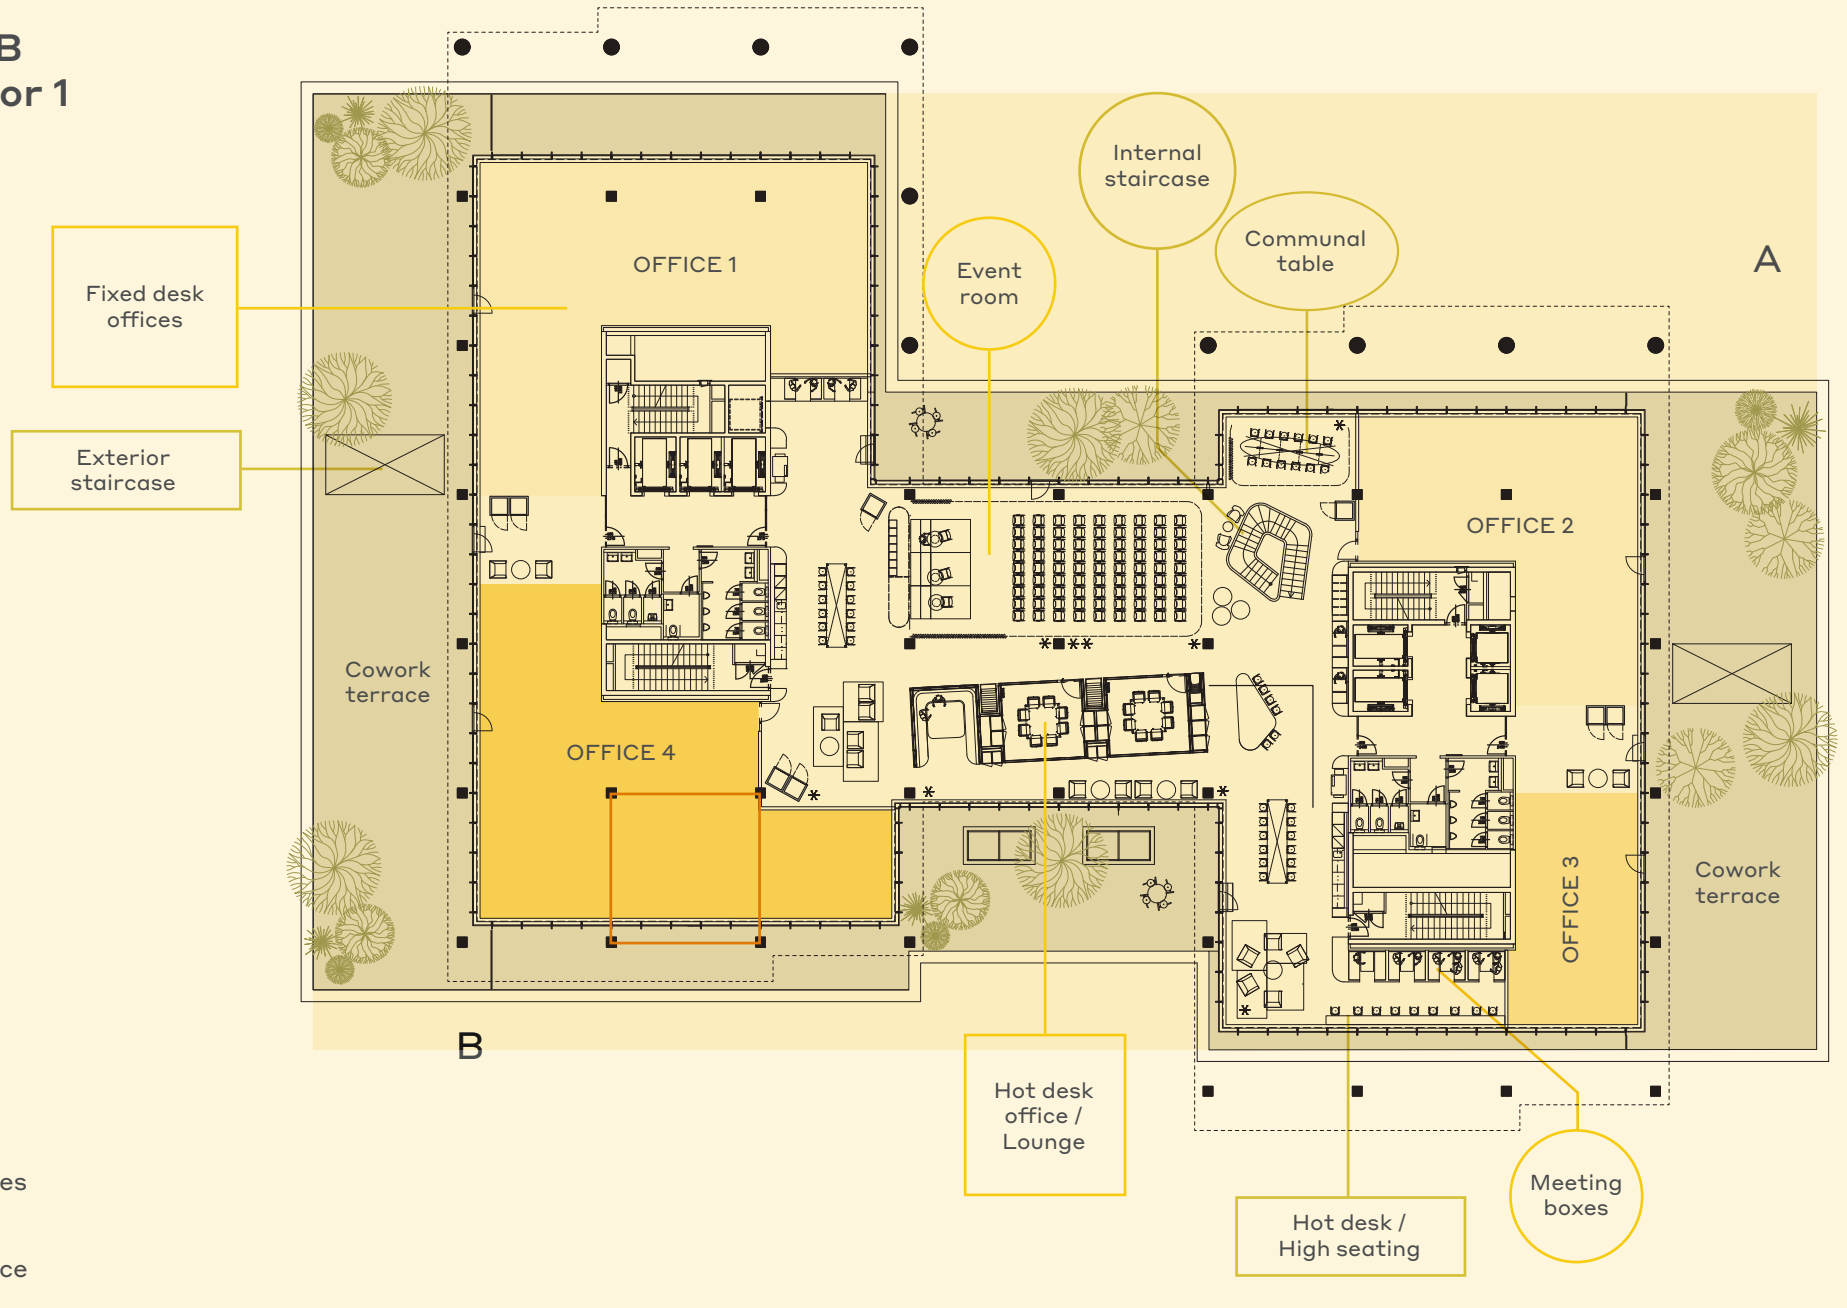 B
or 1
Internal
staircase
Communal
table
A
Event
room
OFFICE 1
Fixed desk
offices
Exterior
staircase
OFFICE 2
Cowork
terrace
OFFICE 4
OFFICE 3
Cowork
terrace
B
Hot desk
office /
Lounge
Meeting
boxes
Hot desk /
High seating
es
ce